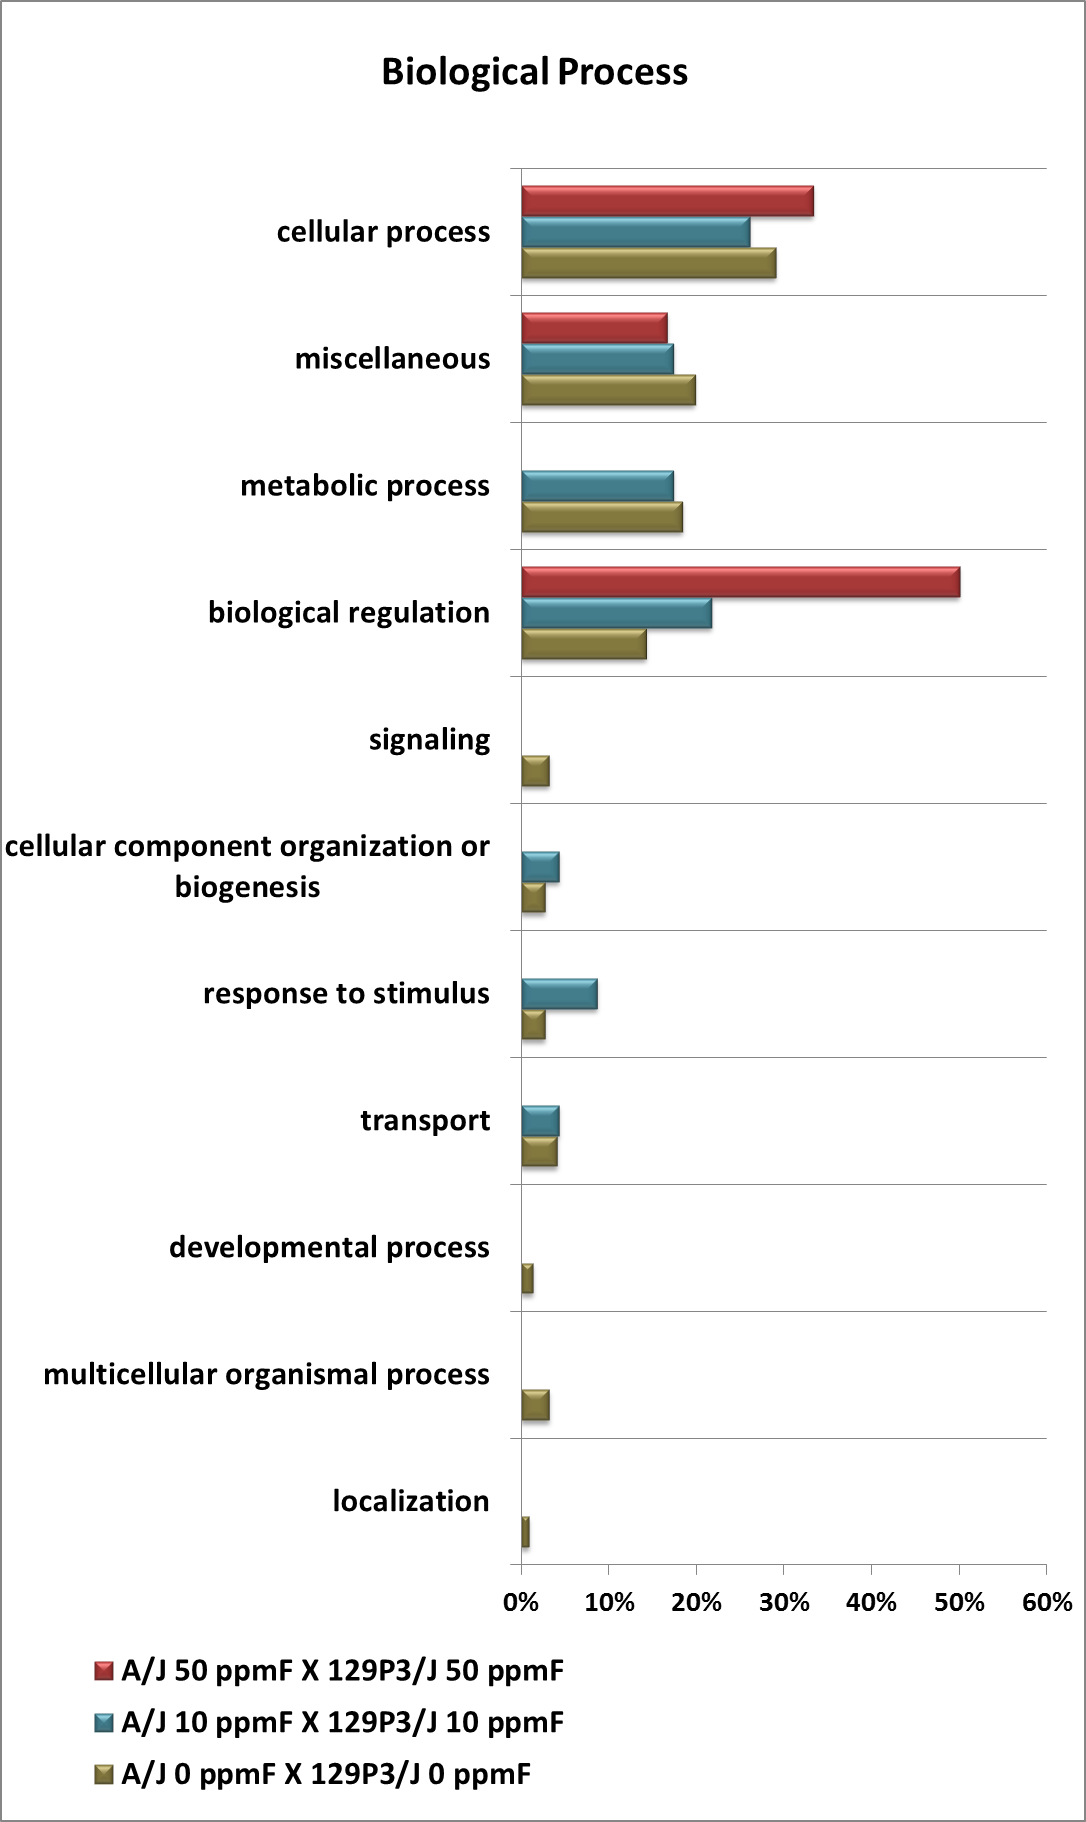 Biological Process
cellular process
miscellaneous
metabolic process
biological regulation
signaling
cellular component organization or
biogenesis
response to stimulus
transport
developmental process
multicellular organismal process
localization
0% 10% 20% 30% 40% 50% 60%
A/J 50 ppmF X 129P3/J 50 ppmF
A/J 10 ppmF X 129P3/J 10 ppmF
A/J 0 ppmF X 129P3/J 0 ppmF